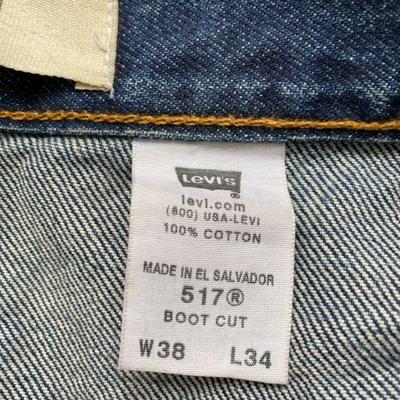 Levi's
levi.com
(800) USA-LEVI
100% COTTON
MADE IN EL SALVADOR
517®
BOOT CUT
W38 L34